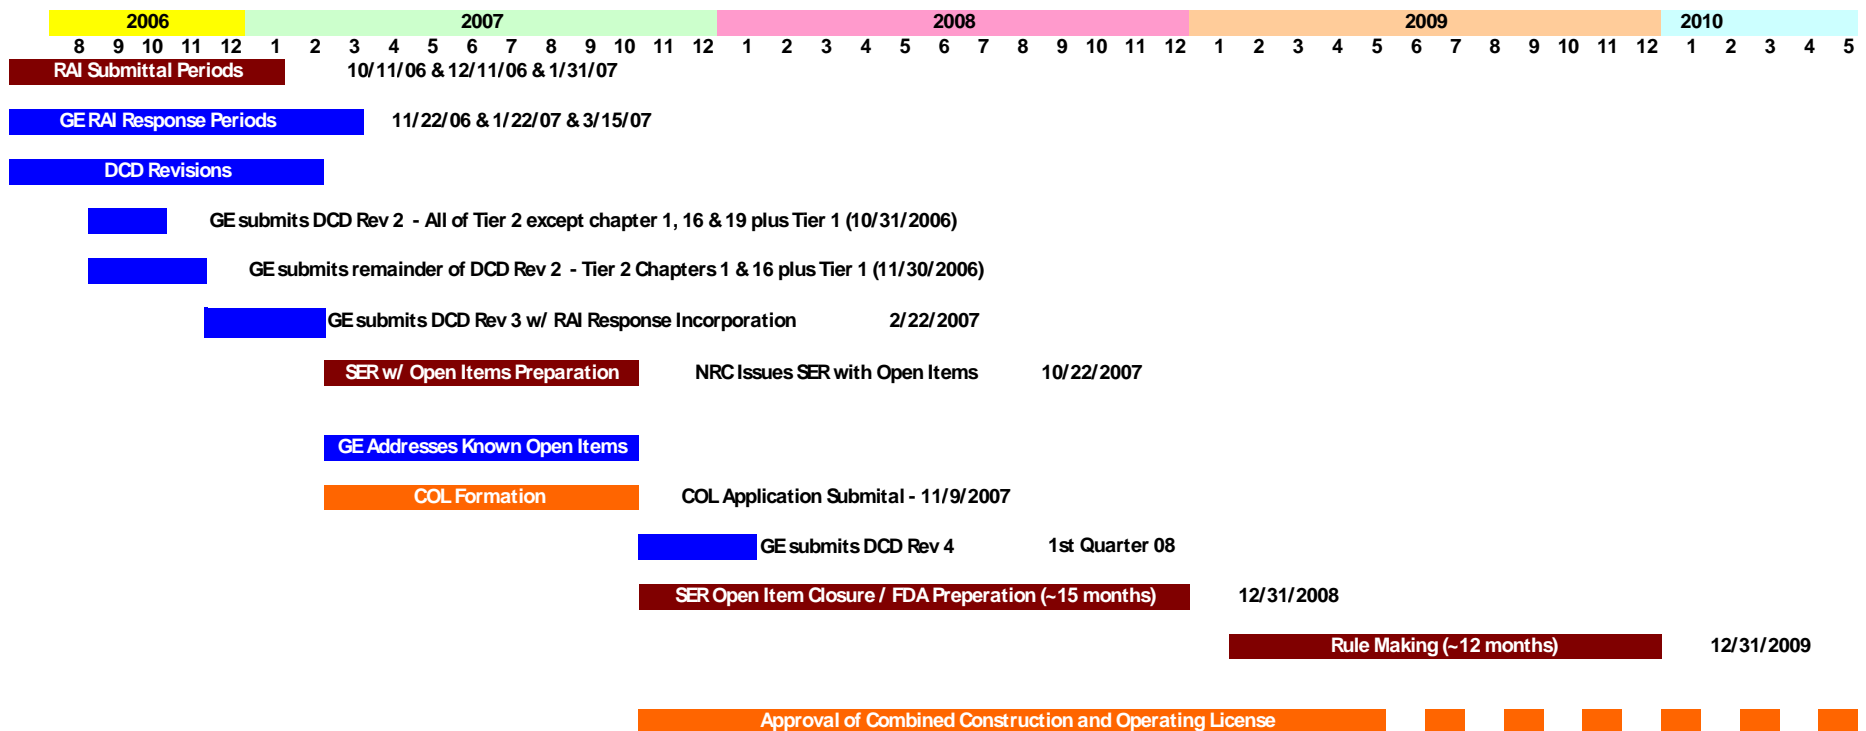 2006 2007 2008 2009 2010
8 9 10 11 12 1 2 3 4 5 6 7 8 9 10 11 12 1 2 3 4 5 6 7 8 9 10 11 12 1 2 3 4 5 6 7 8 9 10 11 12 1 2 3 4 5
RAI Submittal Periods 10/11/06 & 12/11/06 & 1/31/07
GE RAI Response Periods 11/22/06 & 1/22/07 & 3/15/07
DCD Revisions
GE submits DCD Rev 2 - All of Tier 2 except chapter 1, 16 & 19 plus Tier 1 (10/31/2006)
GE submits remainder of DCD Rev 2 - Tier 2 Chapters 1 & 16 plus Tier 1 (11/30/2006)
GE submits DCD Rev 3 w/ RAI Response Incorporation 2/22/2007
SER w/ Open Items Preparation NRC Issues SER with Open Items 10/22/2007
GE Addresses Known Open Items
COL Formation COL Application Submital - 11/9/2007
GE submits DCD Rev 4 1st Quarter 08
SER Open Item Closure / FDA Preperation (~15 months) 12/31/2008
Rule Making (~12 months) 12/31/2009
Approval of Combined Construction and Operating License